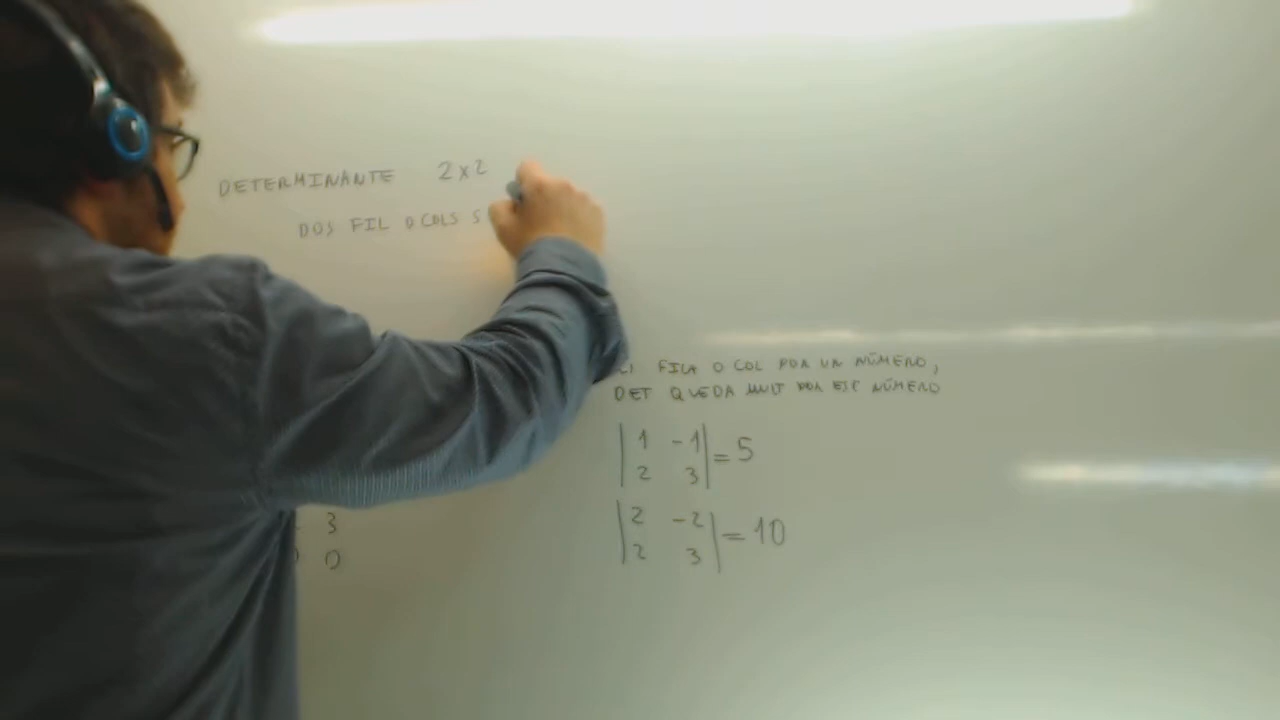 DETERMINANTE 2x2
DOS FIL O COLS S
FILA O COL POR UN NÚMERO,
DET QUEDA MULT POR ESE NÚMERO
1 -1
2 3 = 5
2 -2
2 3 = 10
3
0